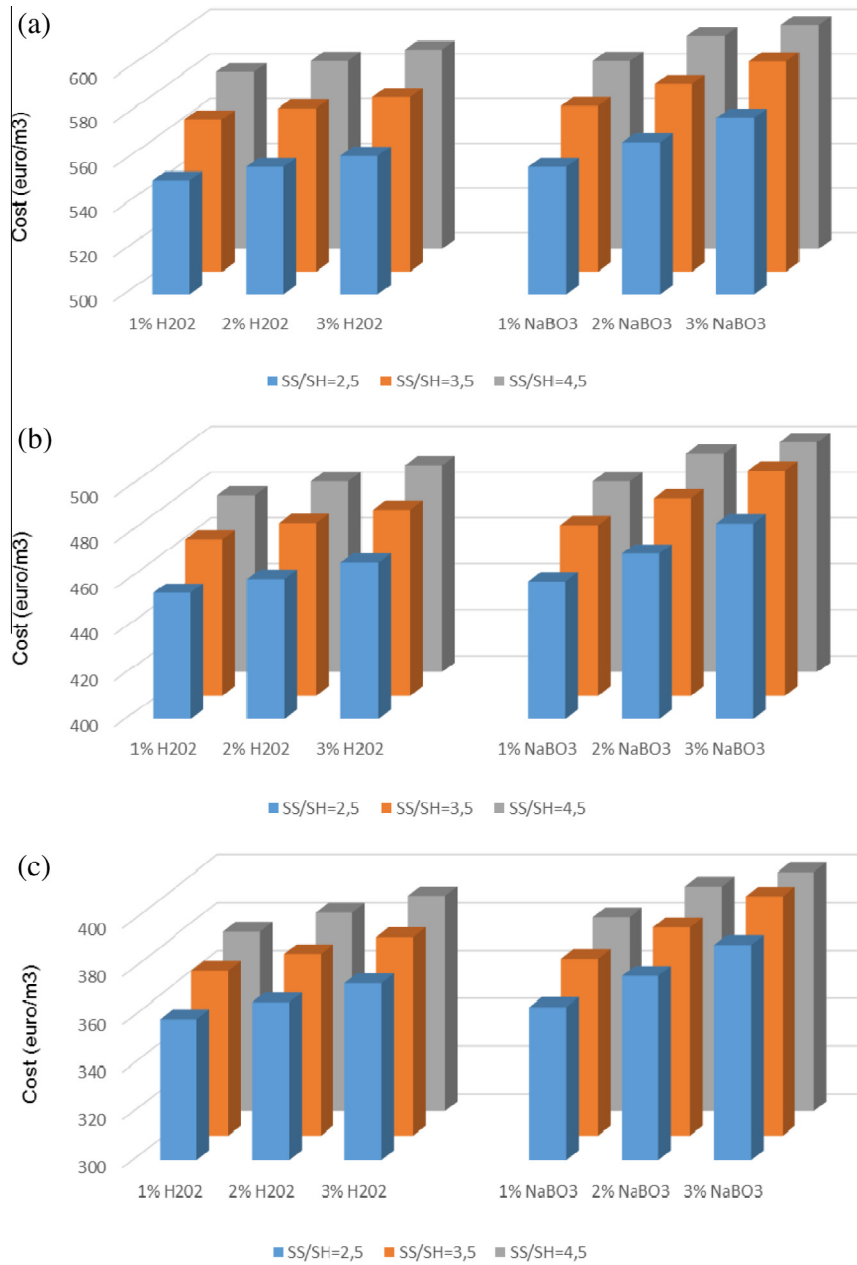 (a)
Cost (euro/m3)
600
580
560
540
520
500
1% H2O2 2% H2O2 3% H2O2 1% NaBO3 2% NaBO3 3% NaBO3
SS/SH=2,5 SS/SH=3,5 SS/SH=4,5
(b)
Cost (euro/m3)
500
480
460
440
420
400
1% H2O2 2% H2O2 3% H2O2 1% NaBO3 2% NaBO3 3% NaBO3
SS/SH=2,5 SS/SH=3,5 SS/SH=4,5
(c)
Cost (euro/m3)
400
380
360
340
320
300
1% H2O2 2% H2O2 3% H2O2 1% NaBO3 2% NaBO3 3% NaBO3
SS/SH=2,5 SS/SH=3,5 SS/SH=4,5